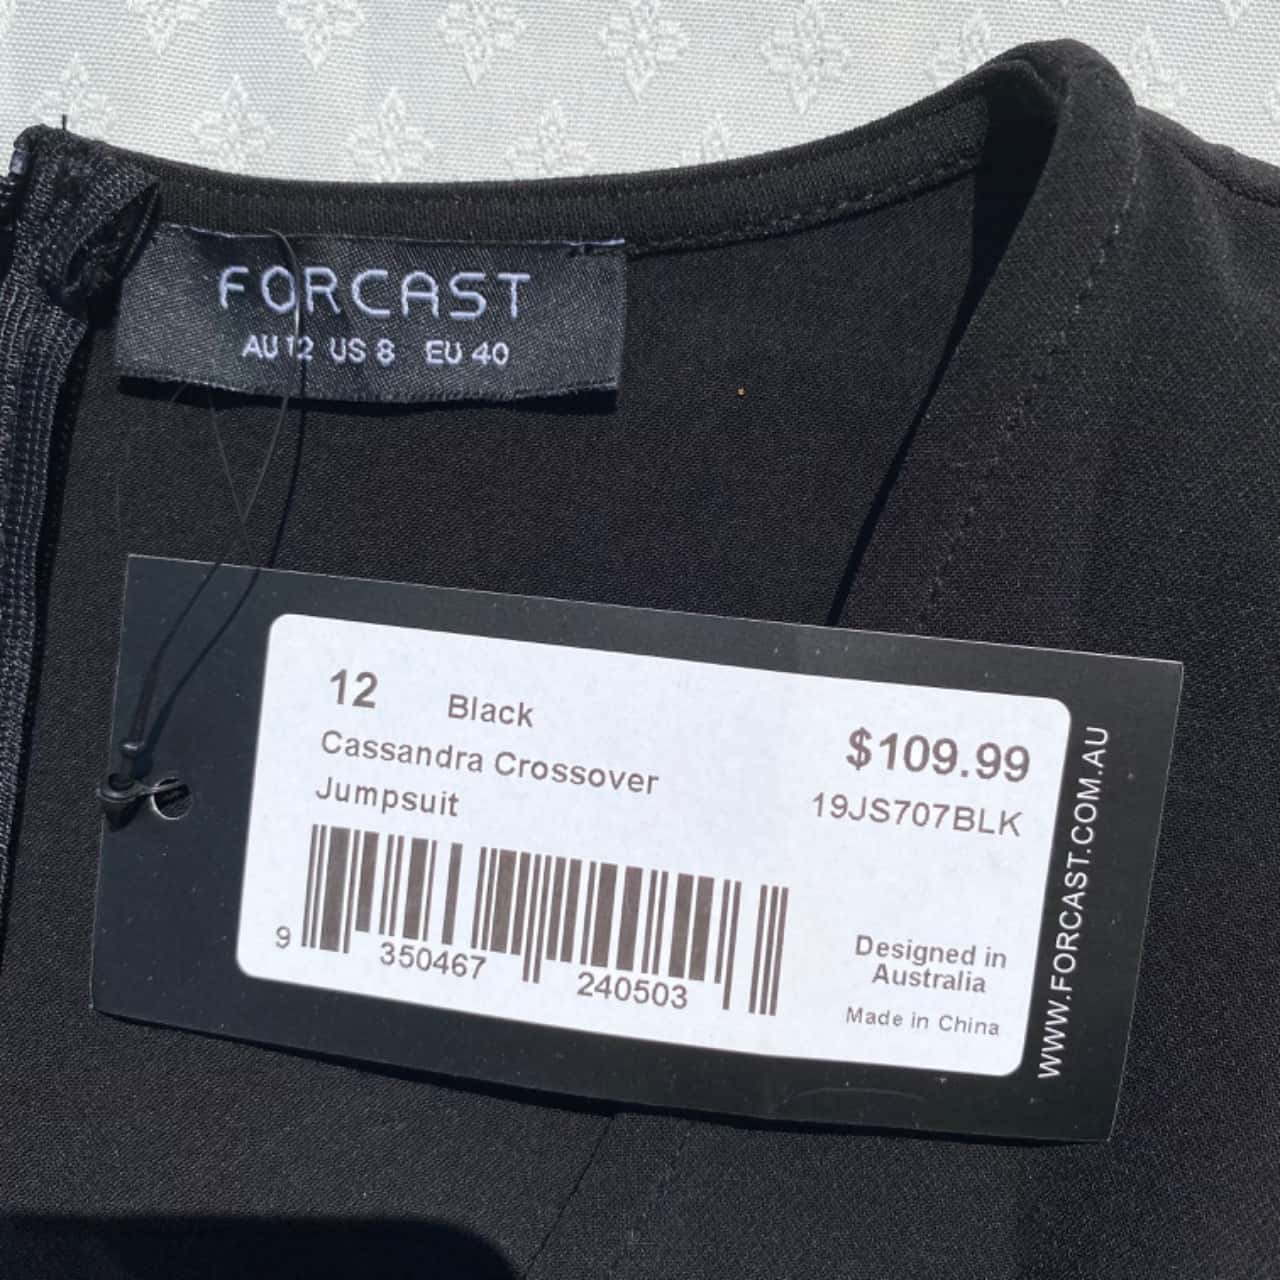 FORCAST
AU 12 US 8 EU 40
12 Black
$109.99
Cassandra Crossover
Jumpsuit
19JS707BLK
9 350467 240503
Designed in
Australia
Made in China
WWW.FORCAST.COM.AU